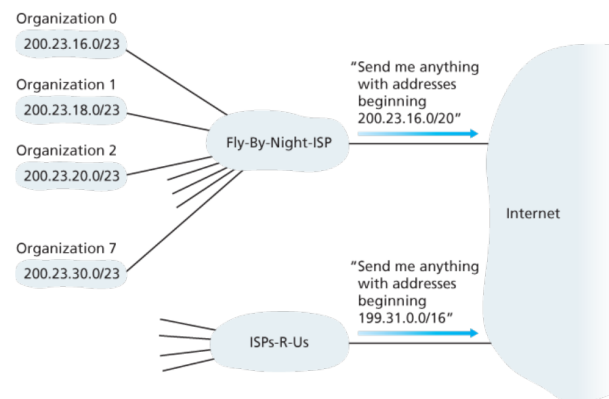 Organization 0
200.23.16.0/23
Organization 1
200.23.18.0/23
Organization 2
200.23.20.0/23
Organization 7
200.23.30.0/23
Fly-By-Night-ISP
“Send me anything
with addresses
beginning
200.23.16.0/20”
Internet
ISPs-R-Us
“Send me anything
with addresses
beginning
199.31.0.0/16”